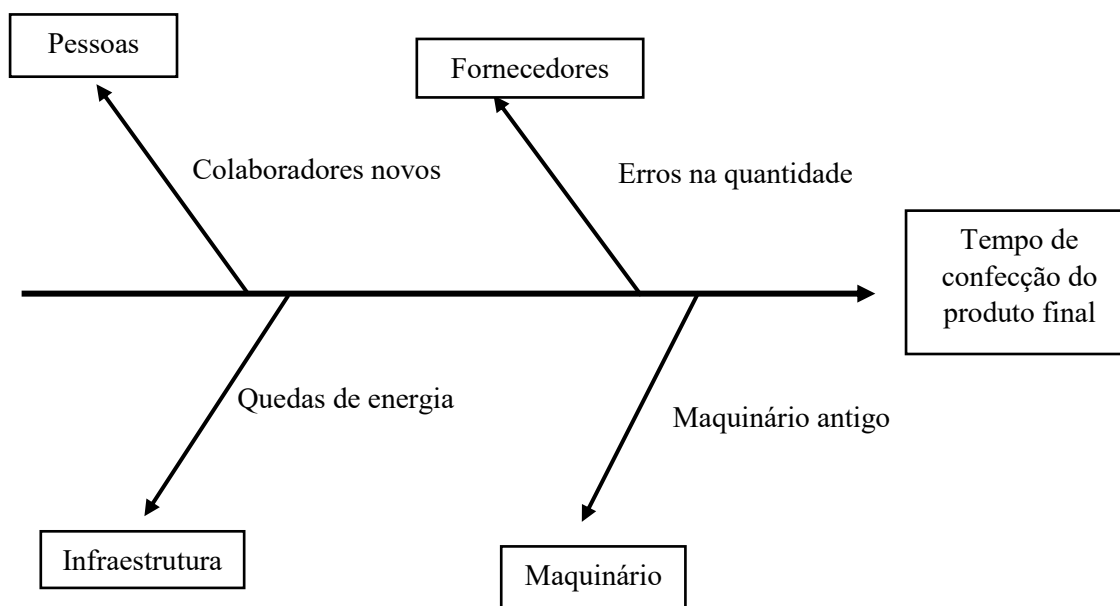 Pessoas
Fornecedores
Colaboradores novos
Erros na quantidade
Tempo de
confecção do
produto final
Quedas de energia
Maquinário antigo
Infraestrutura
Maquinário